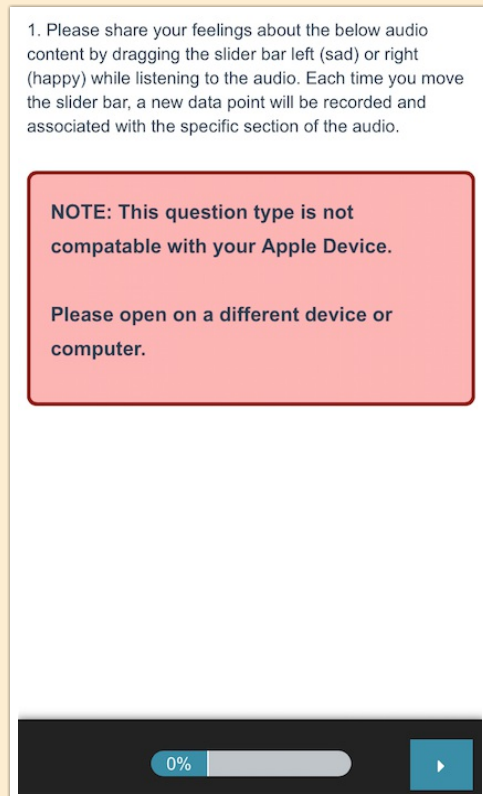 1. Please share your feelings about the below audio
content by dragging the slider bar left (sad) or right
(happy) while listening to the audio. Each time you move
the slider bar, a new data point will be recorded and
associated with the specific section of the audio.
NOTE: This question type is not
compatable with your Apple Device.
Please open on a different device or
computer.
0%